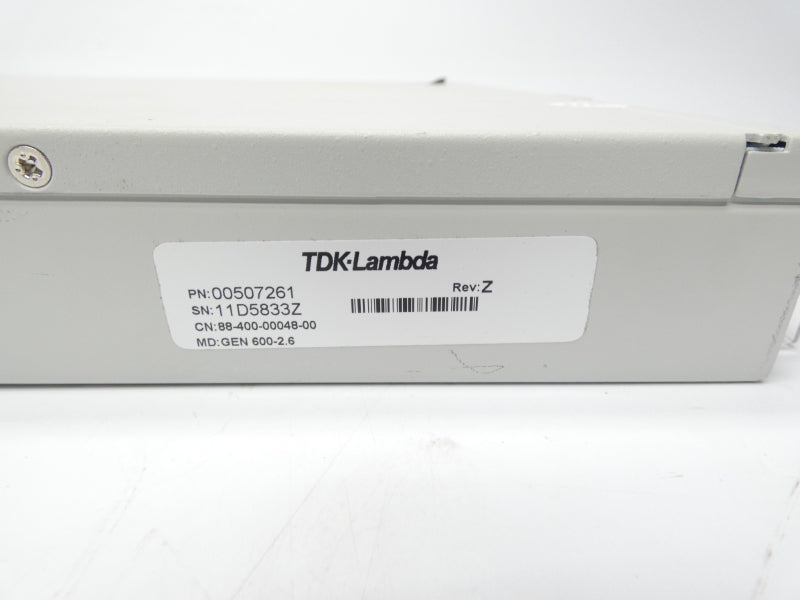 TDK·Lambda
PN:00507261 Rev:Z
SN:11D5833Z
CN:88-400-00048-00
MD:GEN 600-2.6